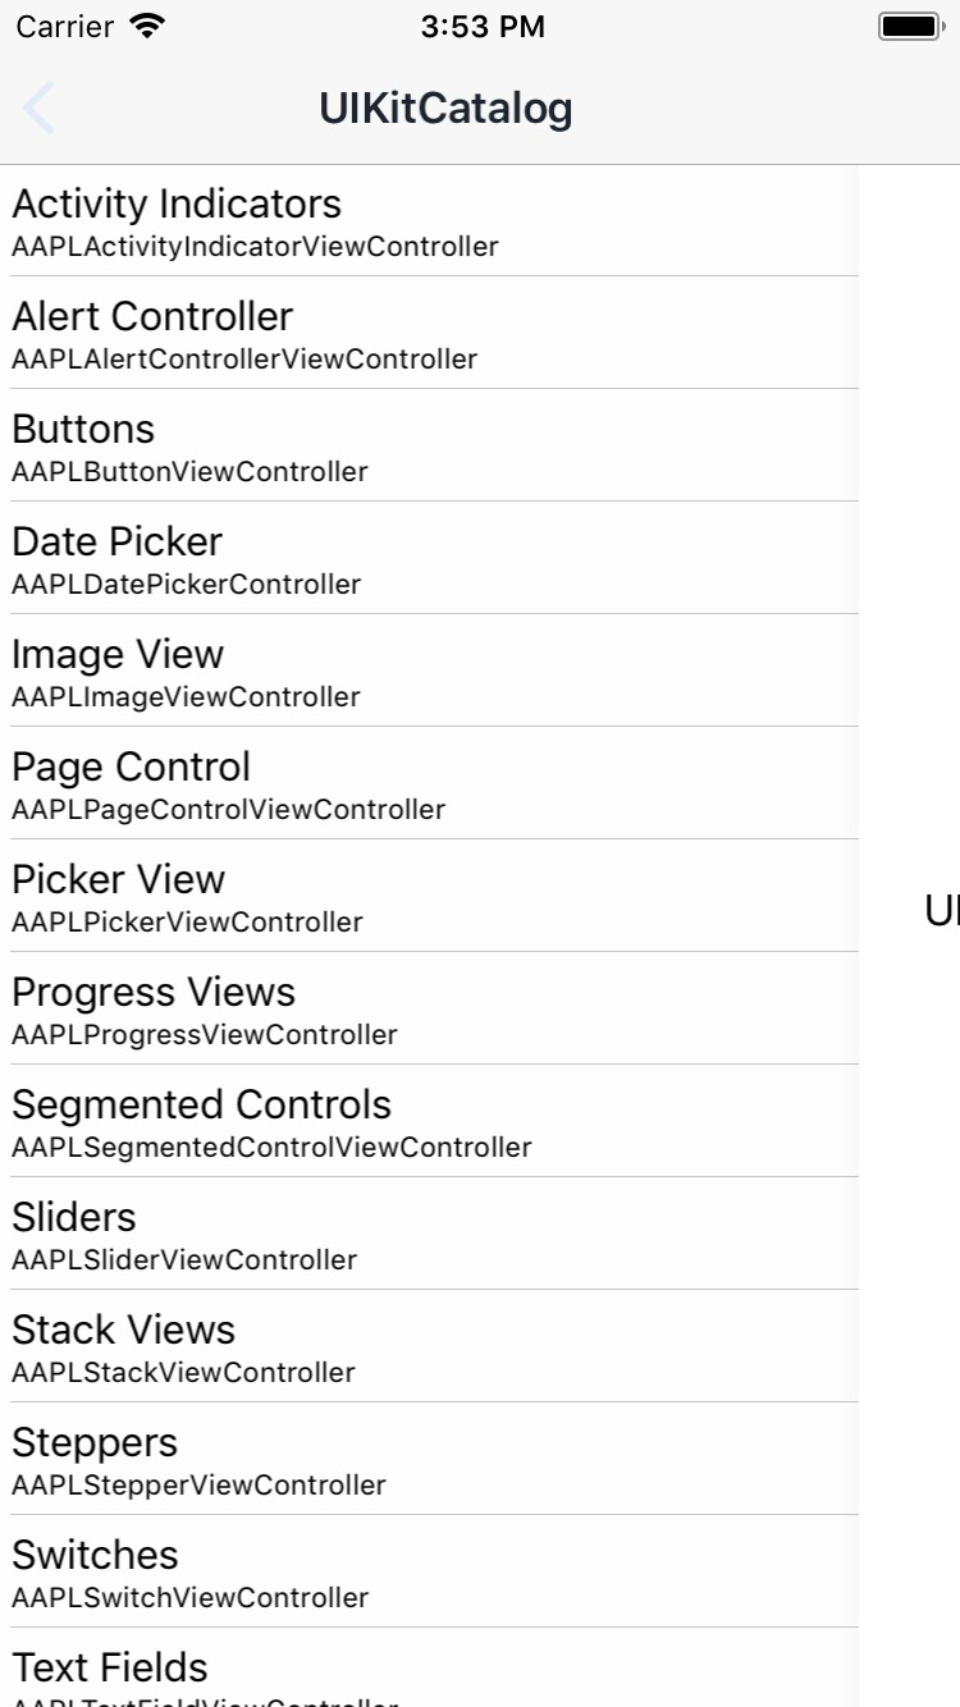 Carrier 3:53 PM
UIKitCatalog
Activity Indicators
AAPLActivityIndicatorViewController
Alert Controller
AAPLAlertControllerViewController
Buttons
AAPLButtonViewController
Date Picker
AAPLDatePickerController
Image View
AAPLImageViewController
Page Control
AAPLPageControlViewController
Picker View
AAPLPickerViewController
UI
Progress Views
AAPLProgressViewController
Segmented Controls
AAPLSegmentedControlViewController
Sliders
AAPLSliderViewController
Stack Views
AAPLStackViewController
Steppers
AAPLStepperViewController
Switches
AAPLSwitchViewController
Text Fields
AAPLTextFieldViewController